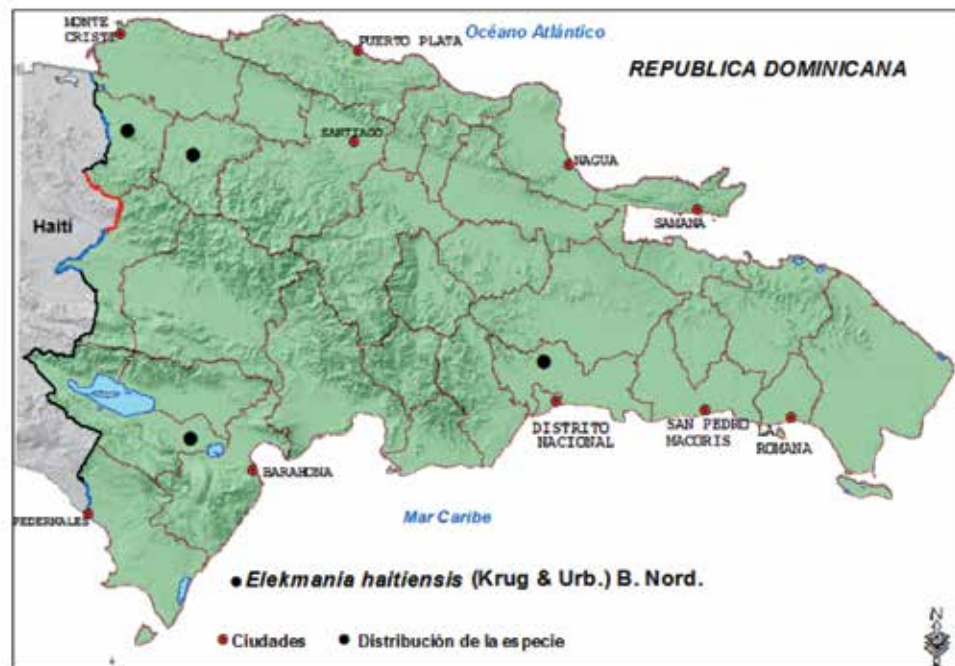 MONTE
CRISTI
PUERTO PLATA
Océano Atlántico
REPUBLICA DOMINICANA
SANTIAGO
NAGUA
Haití
SAMANA
DISTRITO
NACIONAL
SAN PEDRO
MACORIS
LA
ROMANA
BARAHONA
PEDERNALES
Mar Caribe
Elekmania haitiensis (Krug & Urb.) B. Nord.
Ciudades
Distribución de la especie
N